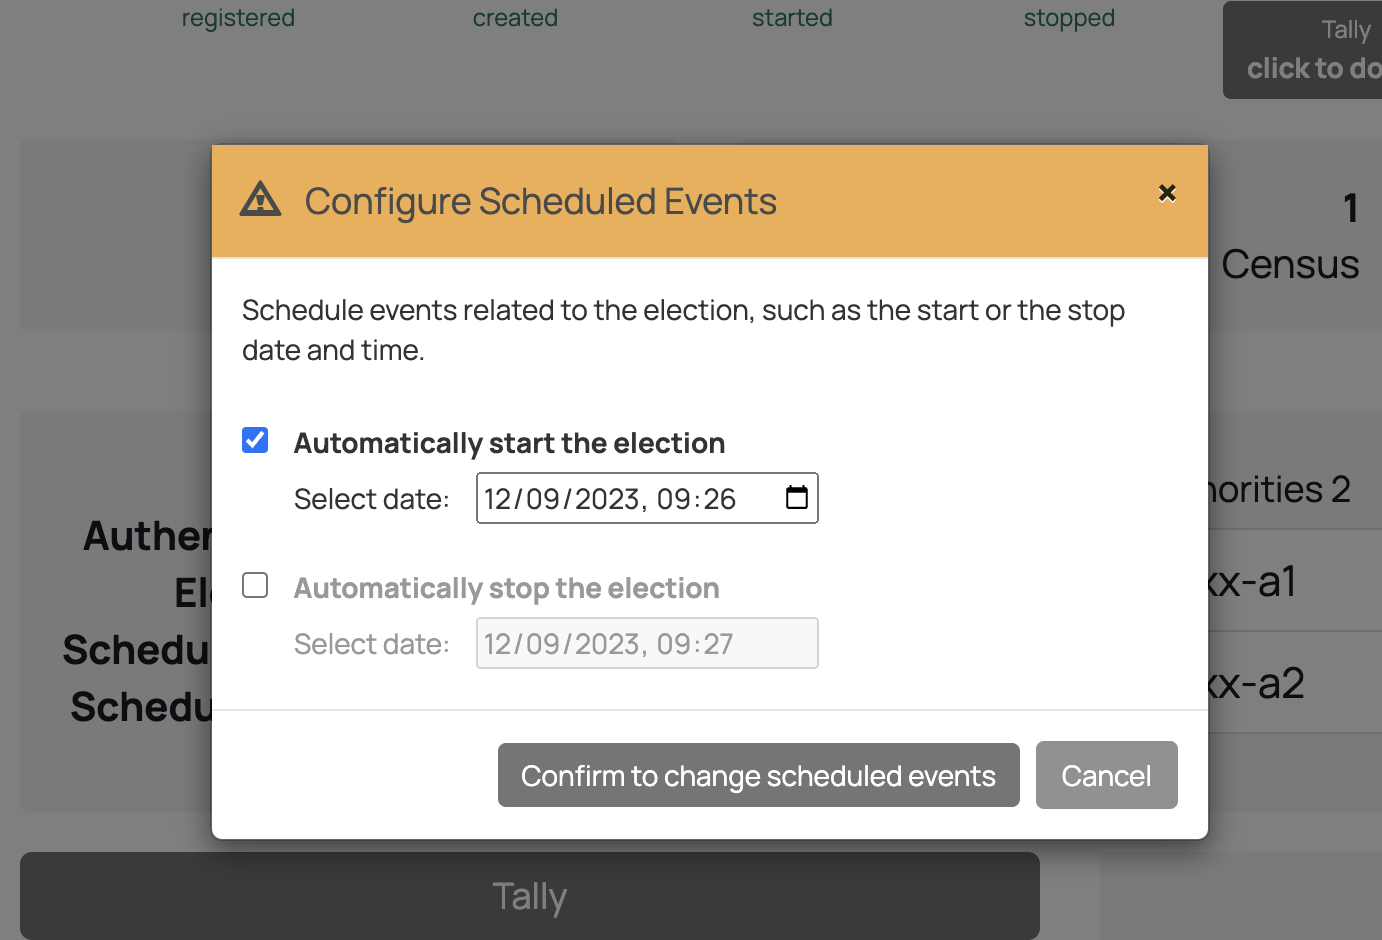 registered
created
started
stopped
Tally
click to do
Configure Scheduled Events
1
Census
Schedule events related to the election, such as the start or the stop
date and time.
Automatically start the election
Select date: 12/09/2023, 09:26
Automatically stop the election
Select date: 12/09/2023, 09:27
Confirm to change scheduled events
Cancel
Auther
El
Schedu
Schedu
horities 2
xx-a1
xx-a2
Tally